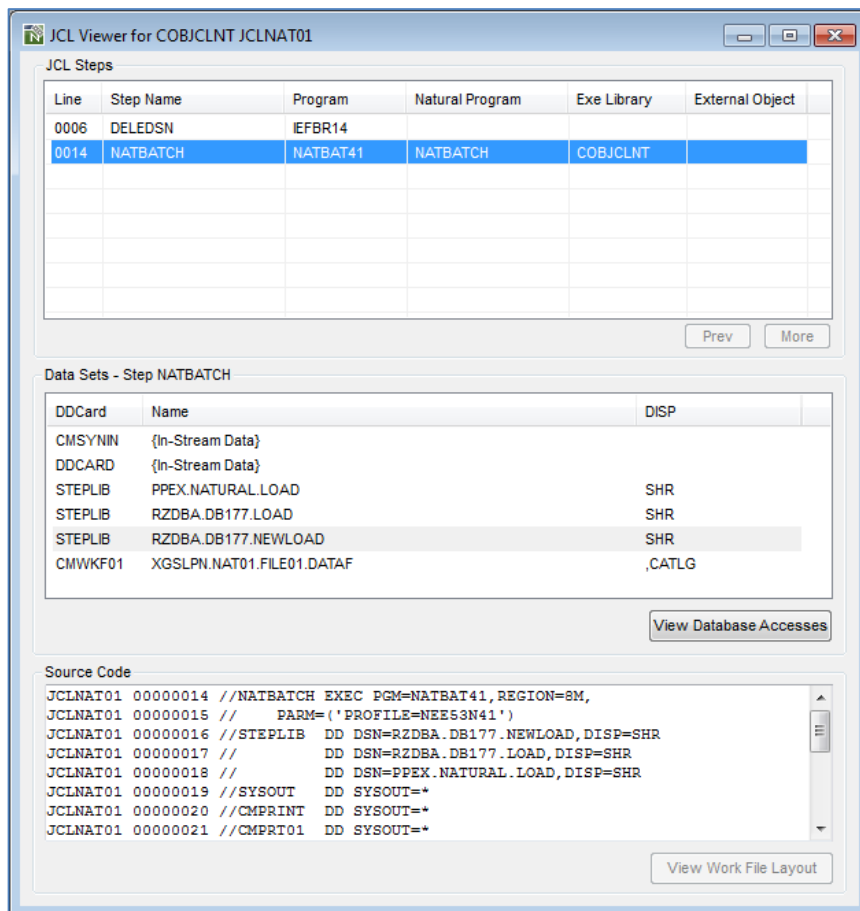 JCL Viewer for COBJCLNT JCLNAT01
JCL Steps
Line Step Name Program Natural Program Exe Library External Object
0006 DELEDSN IEFBR14
0014 NATBATCH NATBAT41 NATBATCH COBJCLNT
Prev More
Data Sets - Step NATBATCH
DDCard Name DISP
CMSYNIN {In-Stream Data}
DDCARD {In-Stream Data}
STEPLIB PPEX.NATURAL.LOAD SHR
STEPLIB RZDBA.DB177.LOAD SHR
STEPLIB RZDBA.DB177.NEWLOAD SHR
CMWKF01 XGSLPN.NAT01.FILE01.DATAF ,CATLG
View Database Accesses
Source Code
JCLNAT01 00000014 //NATBATCH EXEC PGM=NATBAT41,REGION=8M,
JCLNAT01 00000015 // PARM=('PROFILE=NEE53N41')
JCLNAT01 00000016 //STEPLIB DD DSN=RZDBA.DB177.NEWLOAD,DISP=SHR
JCLNAT01 00000017 // DD DSN=RZDBA.DB177.LOAD,DISP=SHR
JCLNAT01 00000018 // DD DSN=PPEX.NATURAL.LOAD,DISP=SHR
JCLNAT01 00000019 //SYSOUT DD SYSOUT=*
JCLNAT01 00000020 //CMPRINT DD SYSOUT=*
JCLNAT01 00000021 //CMPRT01 DD SYSOUT=*
View Work File Layout